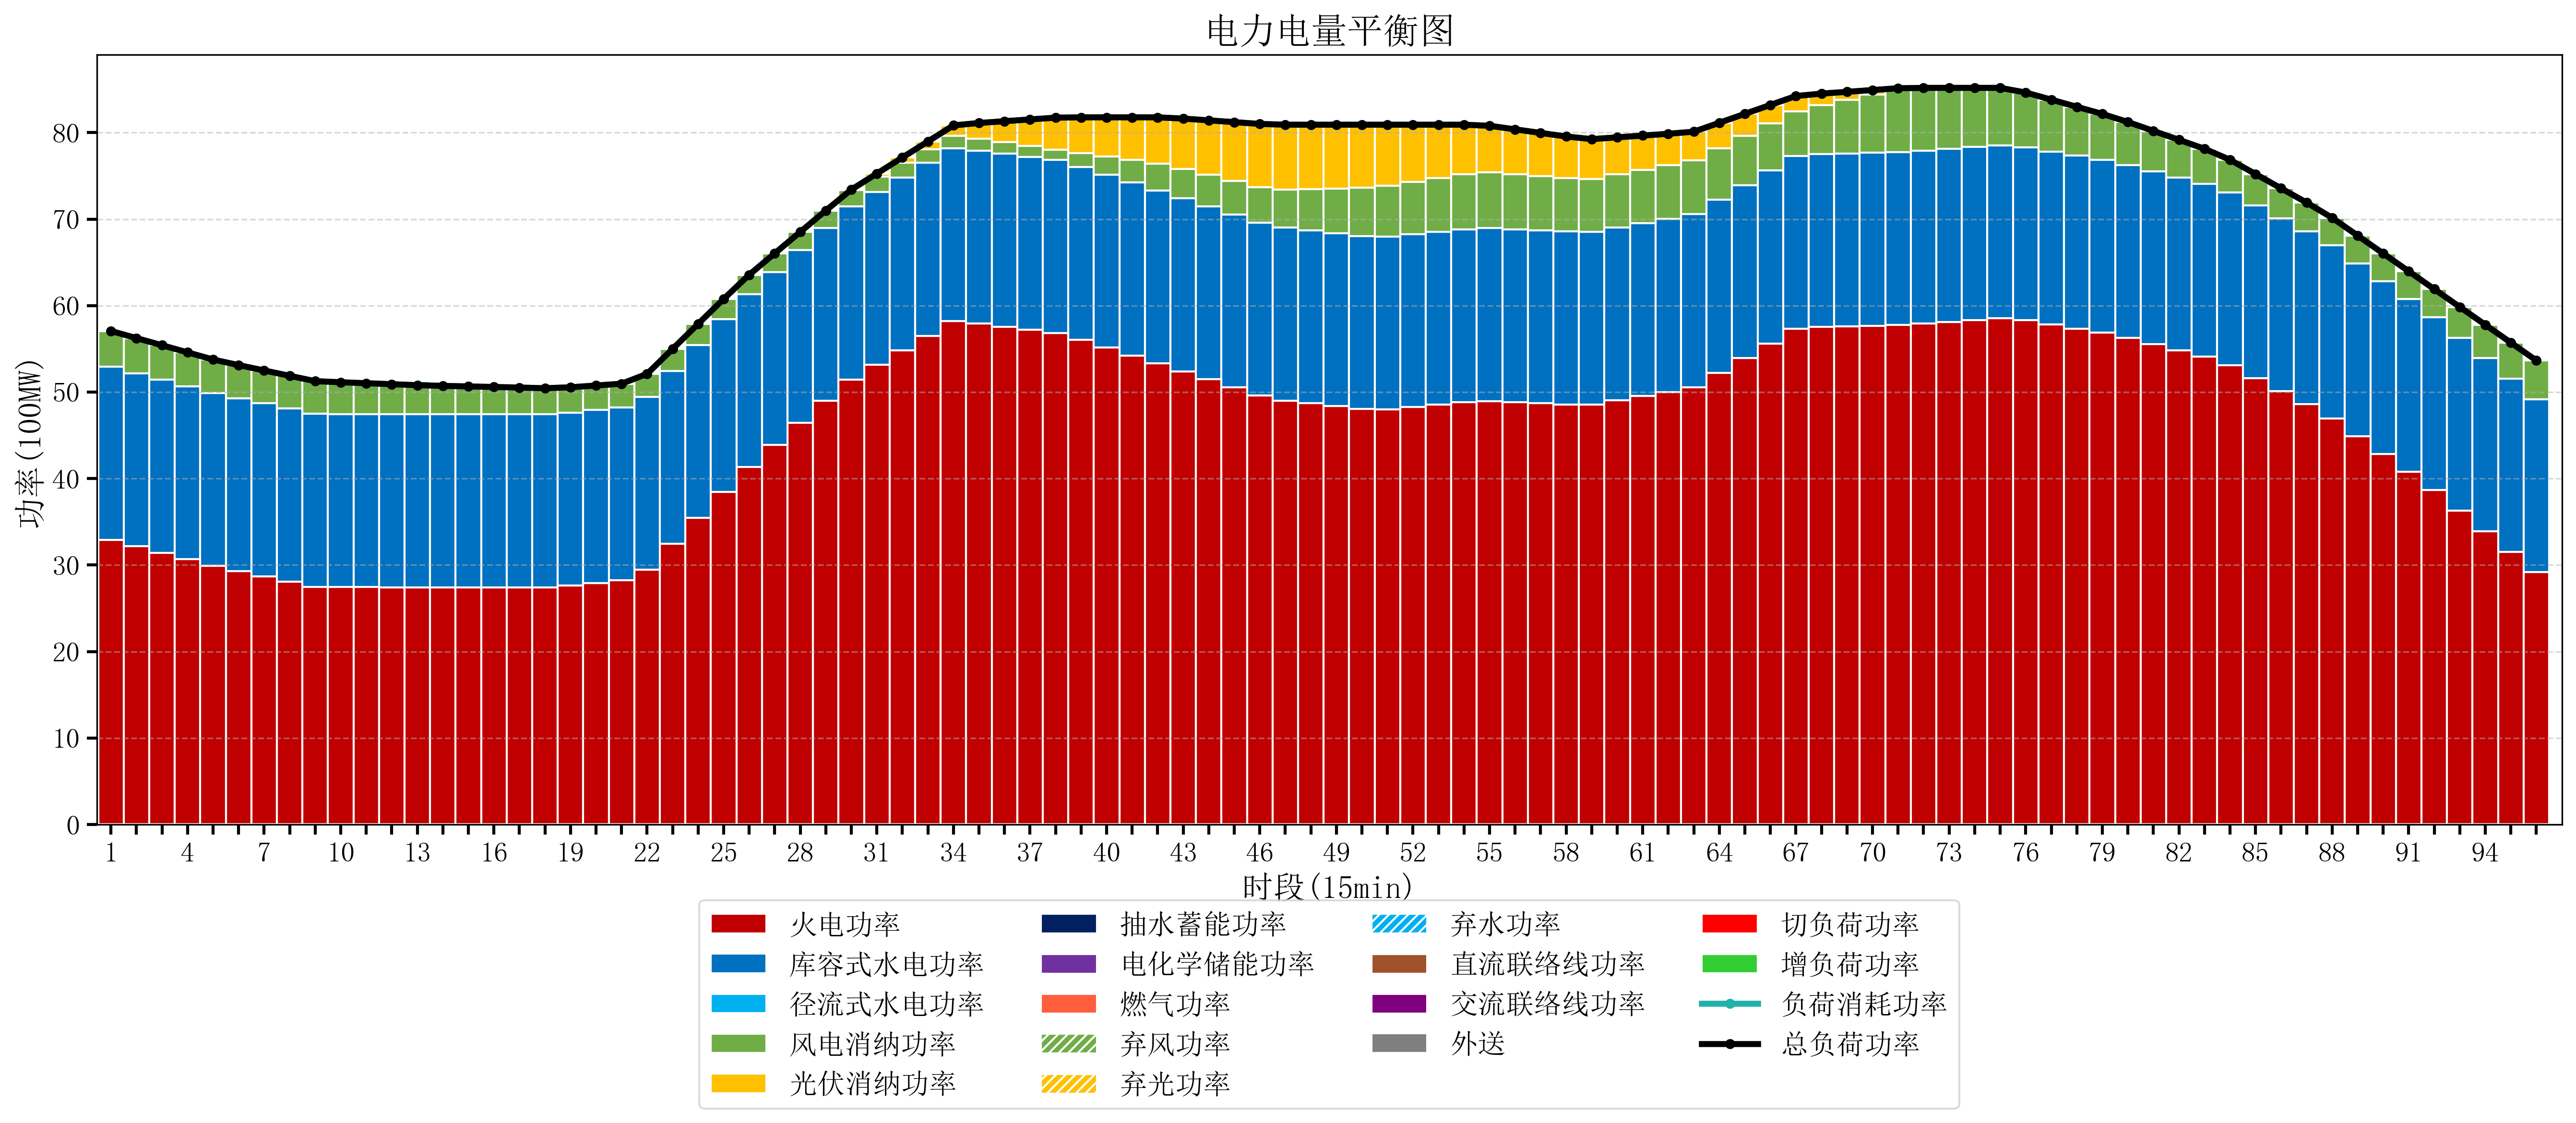 电力电量平衡图
功率(100MW)
80
70
60
50
40
30
20
10
0
1 4 7 10 13 16 19 22 25 28 31 34 37 40 43 46 49 52 55 58 61 64 67 70 73 76 79 82 85 88 91 94
时段(15min)
火电功率 抽水蓄能功率 弃水功率 切负荷功率
库容式水电功率 电化学储能功率 直流联络线功率 增负荷功率
径流式水电功率 燃气功率 交流联络线功率 负荷消耗功率
风电消纳功率 弃风功率 外送 总负荷功率
光伏消纳功率 弃光功率